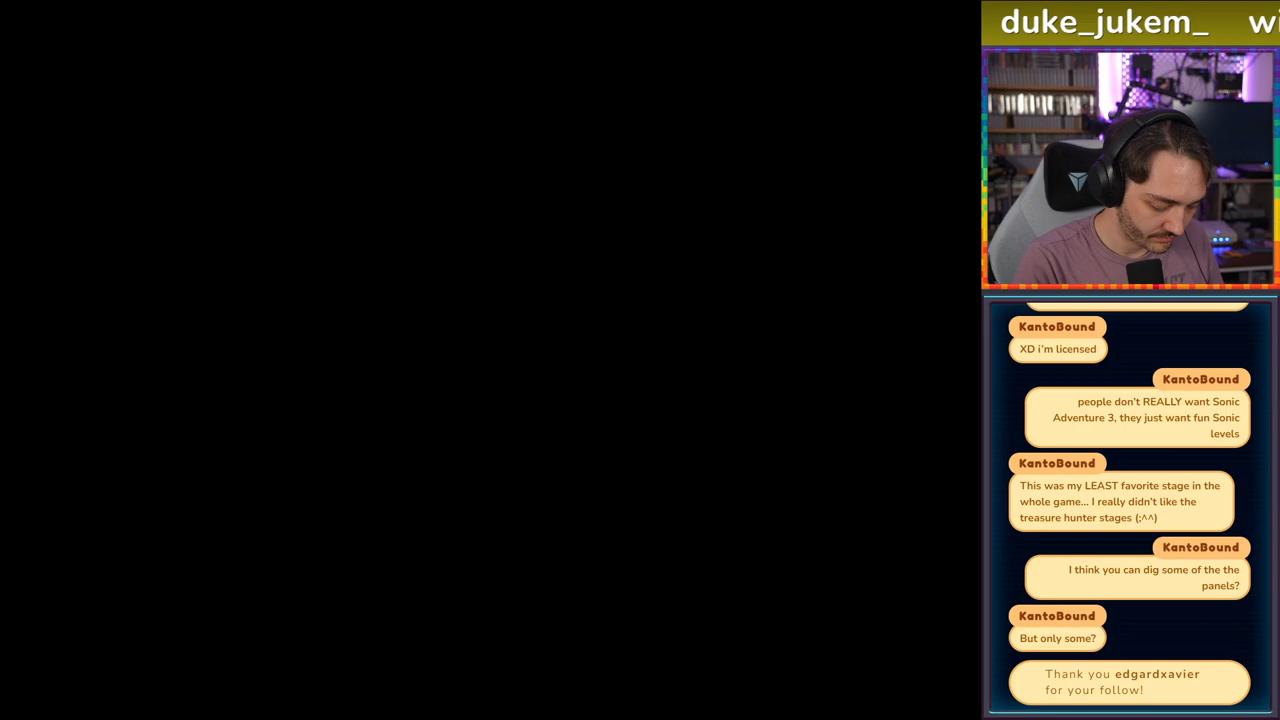 duke_jukem_ wi
KantoBound
XD i'm licensed
KantoBound
people don't REALLY want Sonic
Adventure 3, they just want fun Sonic
levels
KantoBound
This was my LEAST favorite stage in the
whole game... I really didn't like the
treasure hunter stages (;^^)
KantoBound
I think you can dig some of the the
panels?
KantoBound
But only some?
Thank you edgardxavier
for your follow!